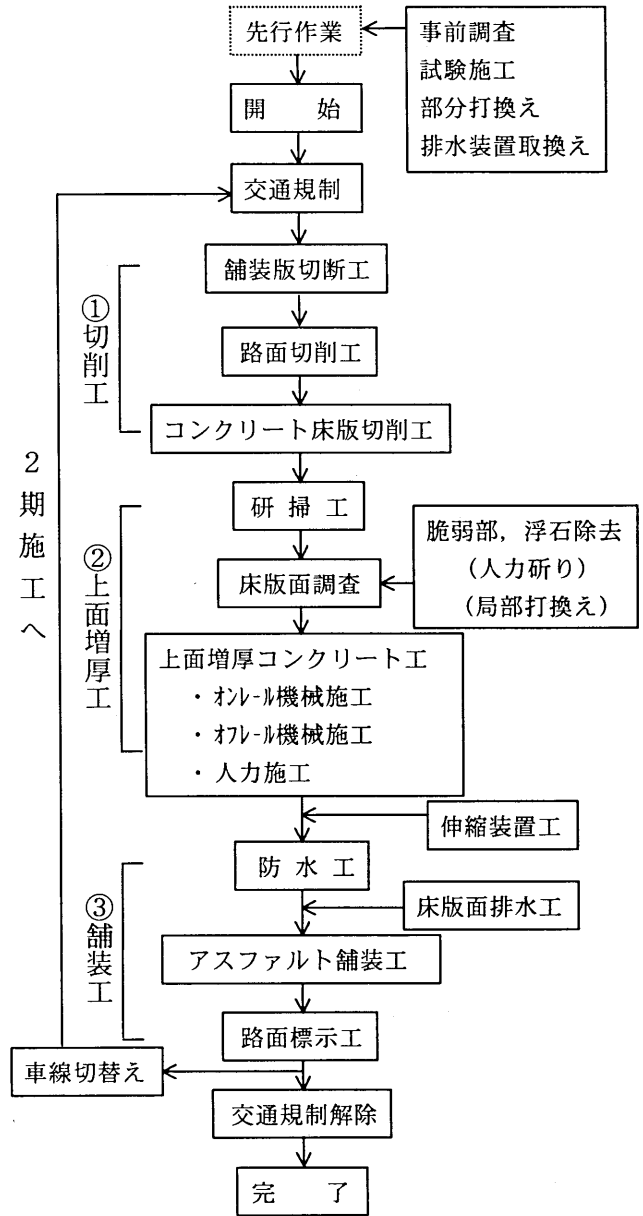 先行作業
事前調査
試験施工
部分打換え
排水装置取換え
開　始
交通規制
舗装版切断工
①切削工
路面切削工
コンクリート床版切削工
2期施工へ
研掃工
②上面増厚工
脆弱部，浮石除去
（人力斫り）
（局部打換え）
床版面調査
上面増厚コンクリート工
・ｵﾝﾚｰﾙ機械施工
・ｵﾌﾚｰﾙ機械施工
・人力施工
伸縮装置工
防水工
③舗装工
床版面排水工
アスファルト舗装工
路面標示工
車線切替え
交通規制解除
完　了